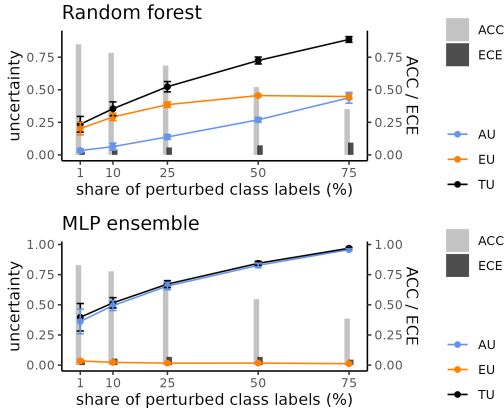 Random forest
uncertainty
0.75
0.50
0.25
0.00
0.75
0.50
0.25
0.00
ACC / ECE
1 10 25 50 75
share of perturbed class labels (%)
ACC
ECE
AU
EU
TU
MLP ensemble
uncertainty
1.00
0.75
0.50
0.25
0.00
1.00
0.75
0.50
0.25
0.00
ACC / ECE
1 10 25 50 75
share of perturbed class labels (%)
ACC
ECE
AU
EU
TU